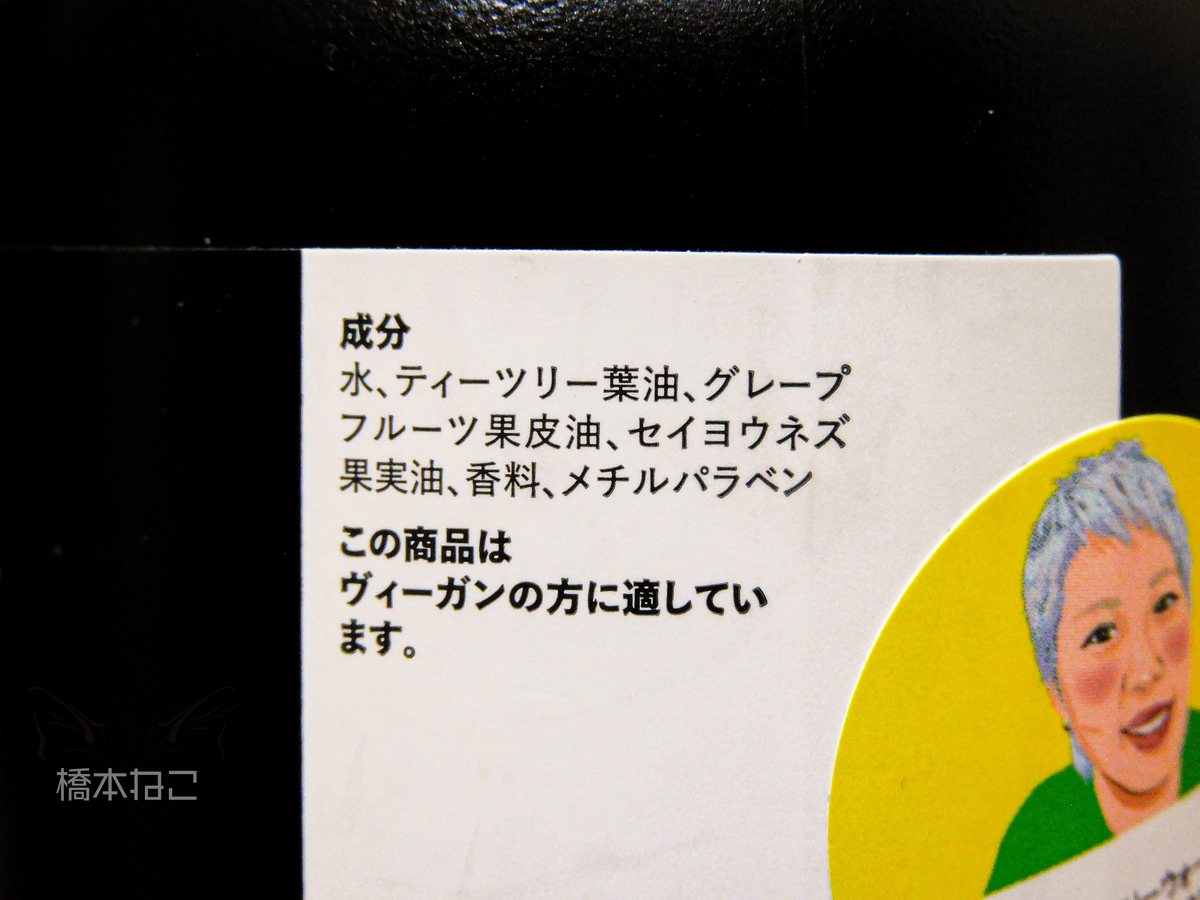 成分
水、ティーツリー葉油、グレープ
フルーツ果皮油、セイヨウネズ
果実油、香料、メチルパラベン
この商品は
ヴィーガンの方に適してい
ます。
橋本ねこ